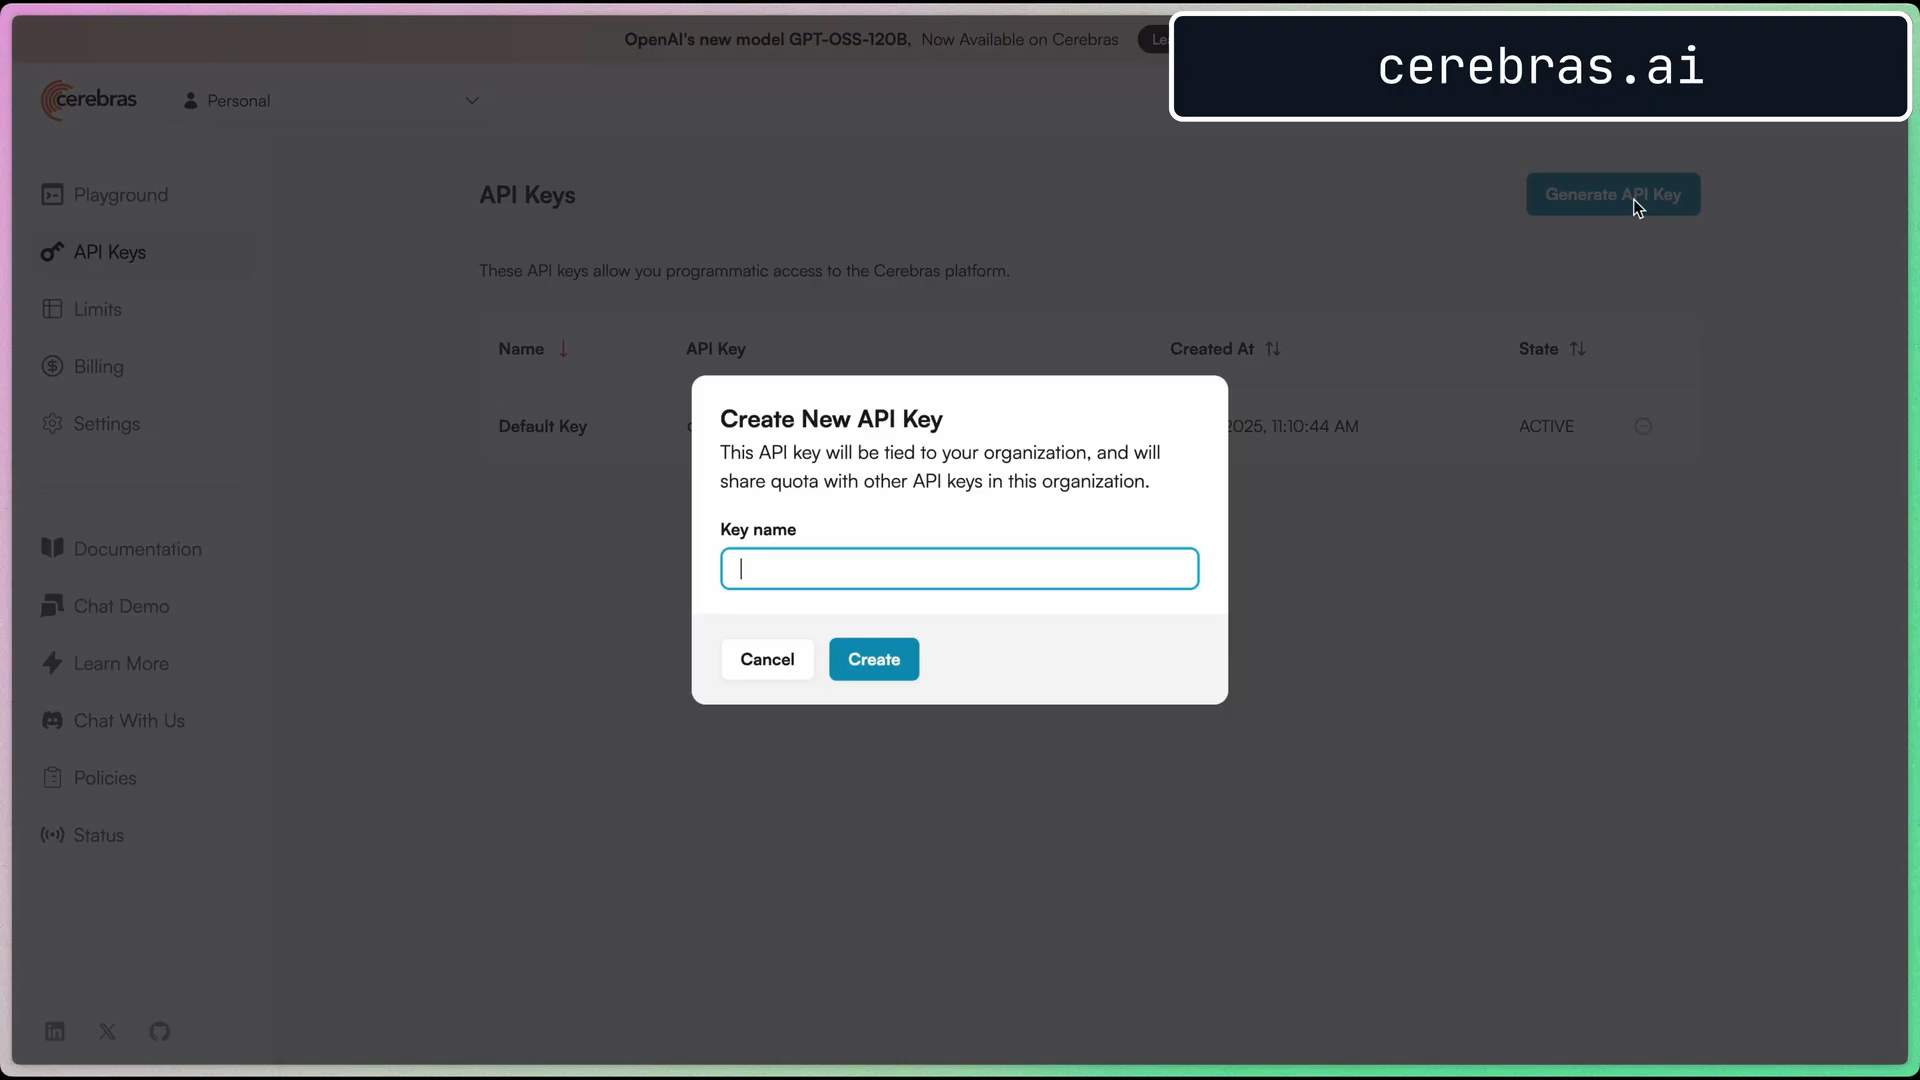 OpenAI's new model GPT-OSS-120B, Now Available on Cerebras
cerebras.ai
cerebras
Personal
Playground
API Keys
Limits
Billing
Settings
Documentation
Chat Demo
Learn More
Chat With Us
Policies
Status
API Keys
Generate API Key
These API keys allow you programmatic access to the Cerebras platform.
Name API Key Created At State
Default Key 2025, 11:10:44 AM ACTIVE
Create New API Key
This API key will be tied to your organization, and will
share quota with other API keys in this organization.
Key name
Cancel Create